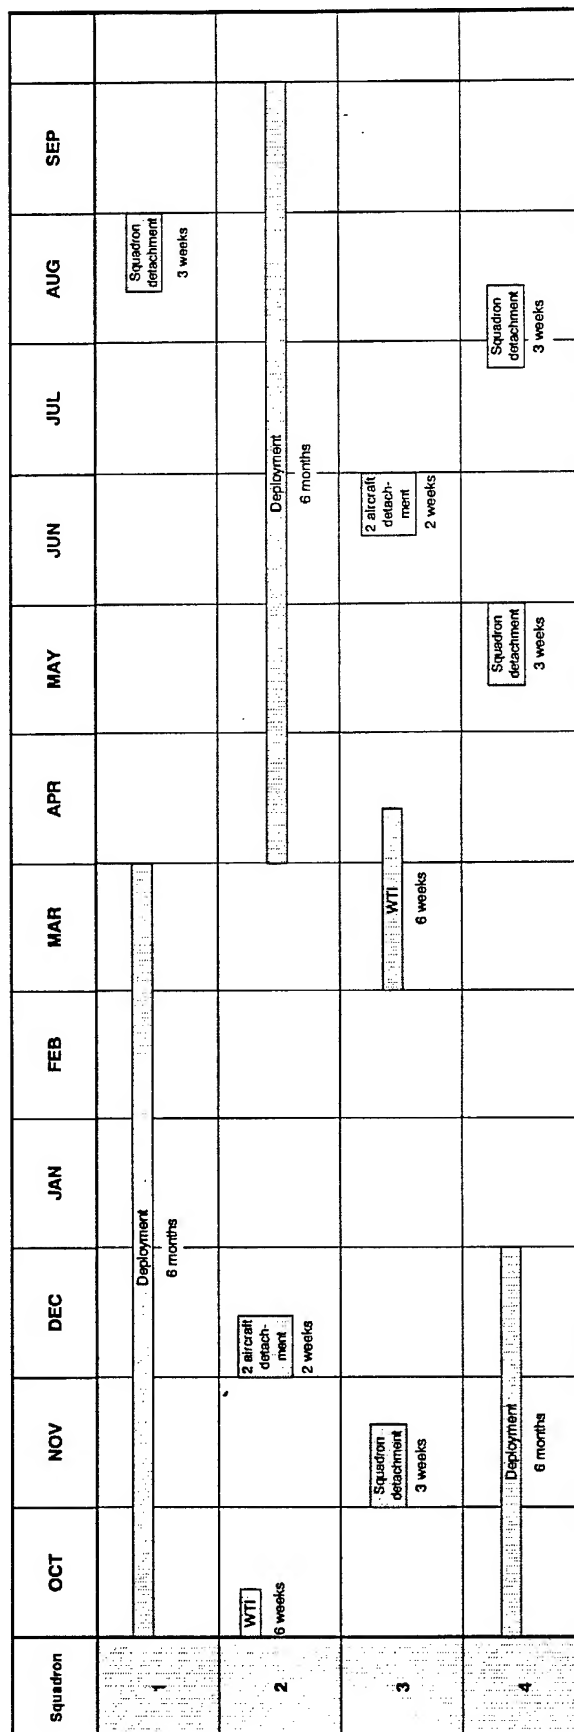 Squadron
OCT
NOV
DEC
JAN
FEB
MAR
APR
MAY
JUN
JUL
AUG
SEP
1
Deployment
6 months
Squadron
detachment
3 weeks
2
WTI
6 weeks
2 aircraft
detach-
ment
2 weeks
Deployment
6 months
3
Squadron
detachment
3 weeks
WTI
6 weeks
2 aircraft
detach-
ment
2 weeks
4
Deployment
6 months
Squadron
detachment
3 weeks
Squadron
detachment
3 weeks